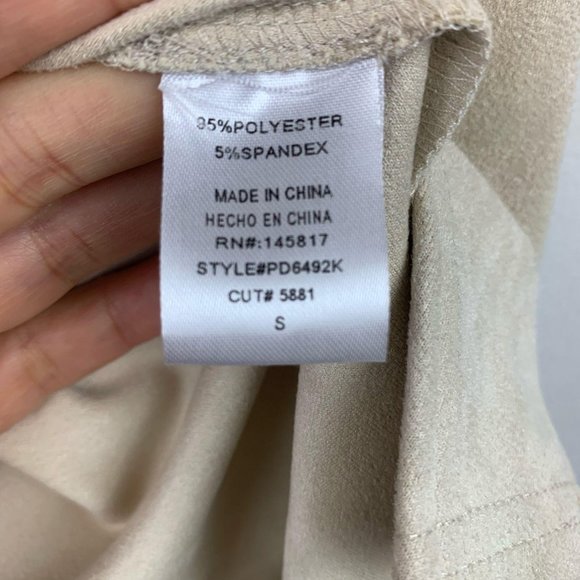 95%POLYESTER
5%SPANDEX
MADE IN CHINA
HECHO EN CHINA
RN#:145817
STYLE#PD6492K
CUT# 5881
S